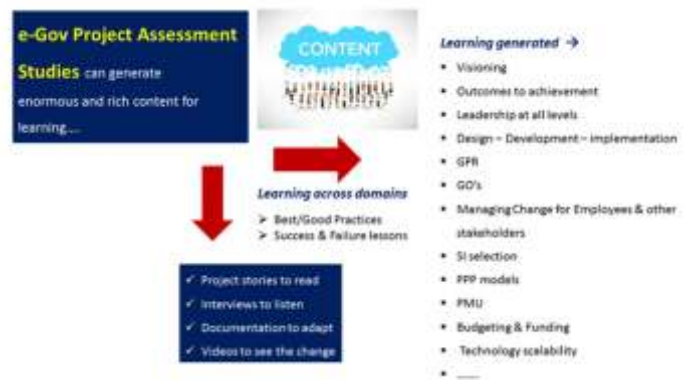 e-Gov Project Assessment
Studies can generate
enormous and rich content for
learning....
CONTENT
Learning across domains
Best/Good Practices
Success & Failure lessons
Project stories to read
Interviews to listen
Documentation to adapt
Videos to see the change
Learning generated →
Visioning
Outcomes to achievement
Leadership at all levels
Design – Development – implementation
GPR
GO's
Managing Change for Employees & other
stakeholders
SI selection
PPP models
PMU
Budgeting & Funding
Technology scalability